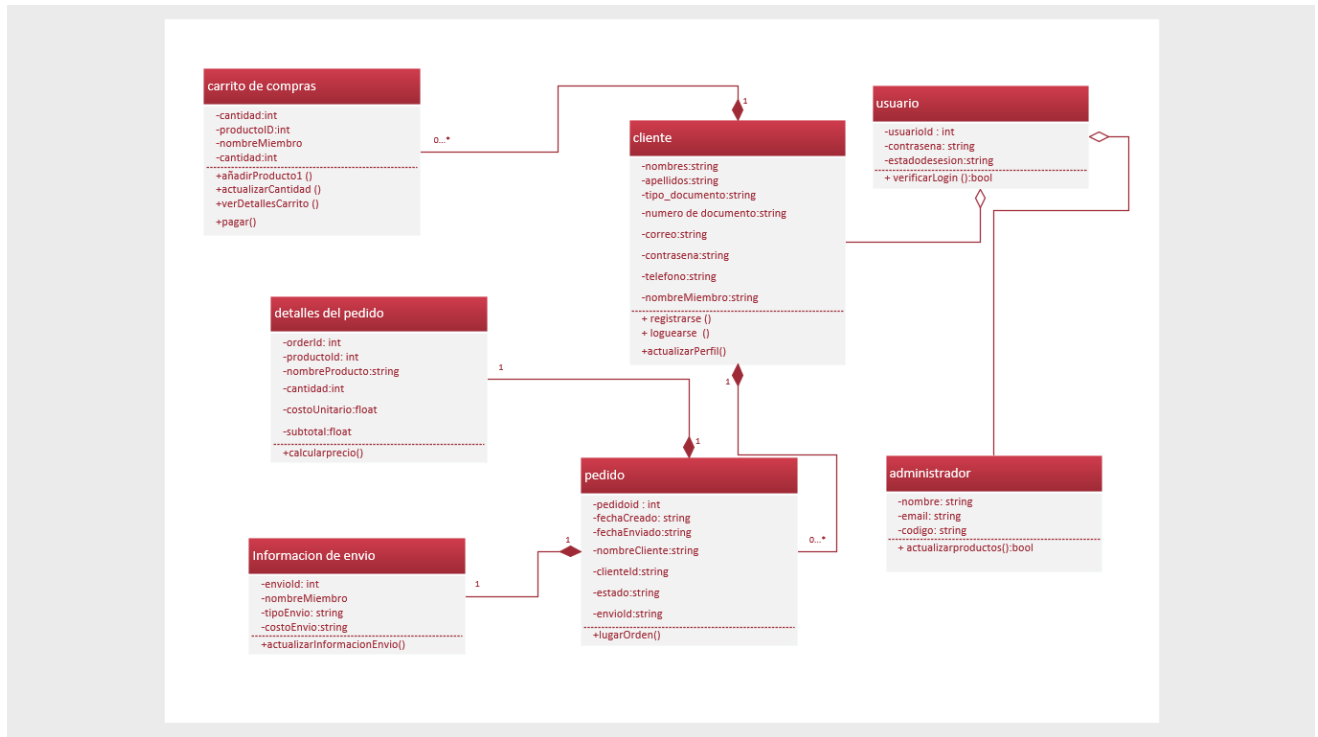 carrito de compras
-cantidad:int
-productoID:int
-nombreMiembro
-cantidad:int
+añadirProducto1 ()
+actualizarCantidad ()
+verDetallesCarrito ()
+pagar()
0...*
1
cliente
-nombres:string
-apellidos:string
-tipo_documento:string
-numero de documento:string
-correo:string
-contrasena:string
-telefono:string
-nombreMiembro:string
+ registrarse ()
+ loguearse ()
+actualizarPerfil()
1
usuario
-usuarioId : int
-contrasena: string
-estadodesesion:string
+ verificarLogin ():bool
detalles del pedido
-orderId: int
-productoId: int
-nombreProducto:string
-cantidad:int
-costoUnitario:float
-subtotal:float
+calcularprecio()
1
1
pedido
-pedidoid : int
-fechaCreado: string
-fechaEnviado:string
-nombreCliente:string
-clienteId:string
-estado:string
-envioId:string
+lugarOrden()
0...*
administrador
-nombre: string
-email: string
-codigo: string
+ actualizarproductos():bool
Informacion de envio
-envioId: int
-nombreMiembro
-tipoEnvio: string
-costoEnvio:string
+actualizarInformacionEnvio()
1
1